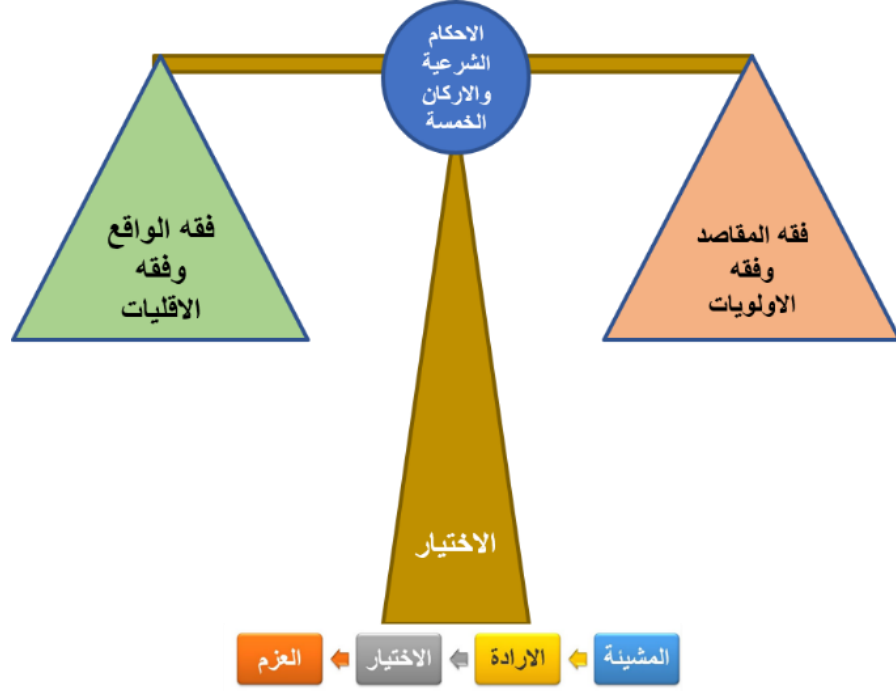 الاحكام
الشرعية
والاركان
الخمسة
فقه المقاصد
وفقه
الاولويات
فقه الواقع
وفقه
الاقليات
الاختيار
المشيئة
الارادة
الاختيار
العزم